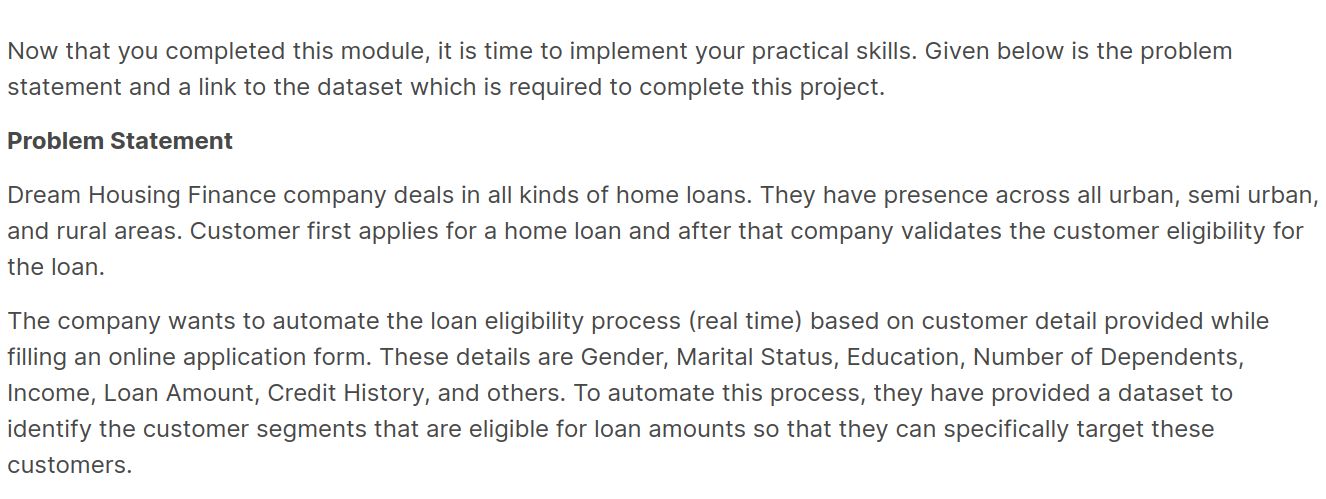 Now that you completed this module, it is time to implement your practical skills. Given below is the problem
statement and a link to the dataset which is required to complete this project.
Problem Statement
Dream Housing Finance company deals in all kinds of home loans. They have presence across all urban, semi urban,
and rural areas. Customer first applies for a home loan and after that company validates the customer eligibility for
the loan.
The company wants to automate the loan eligibility process (real time) based on customer detail provided while
filling an online application form. These details are Gender, Marital Status, Education, Number of Dependents,
Income, Loan Amount, Credit History, and others. To automate this process, they have provided a dataset to
identify the customer segments that are eligible for loan amounts so that they can specifically target these
customers.